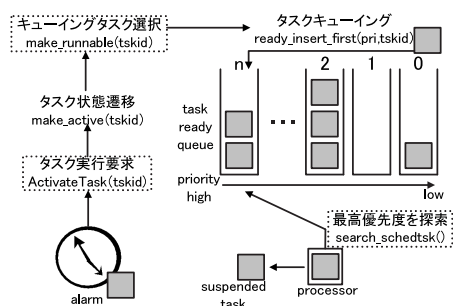 キューイングタスク選択
make_runnable(tskid)
タスクキューイング
ready_insert_first(pri,tskid)
n
2
1
0
タスク状態遷移
make_active(tskid)
task
ready
queue
...
タスク実行要求
ActivateTask(tskid)
priority
high
low
最高優先度を探索
search_schedtsk()
alarm
suspended
task
processor